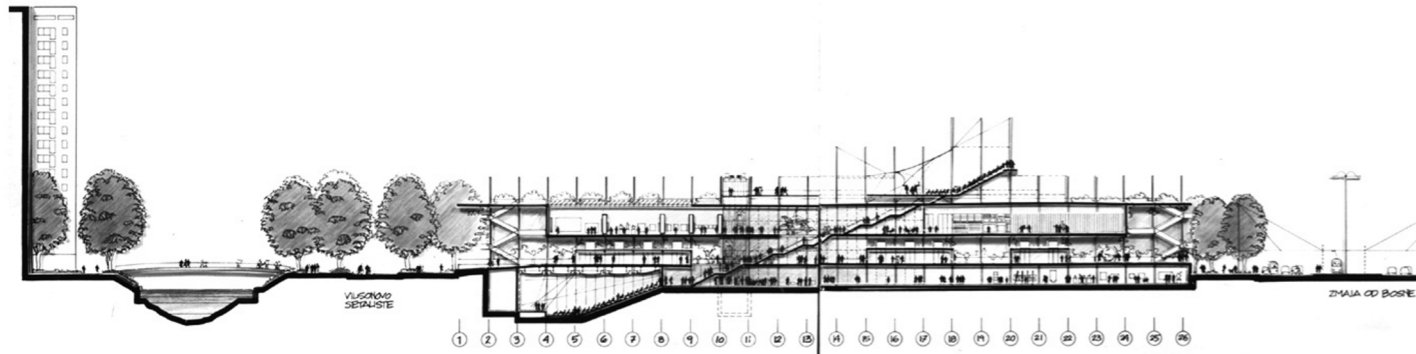 VILSONOVO
ŠETALIŠTE
ZMAJA OD BOSNE
1 2 3 4 5 6 7 8 9 10 11 12 13 14 15 16 17 18 19 20 21 22 23 24 25 26